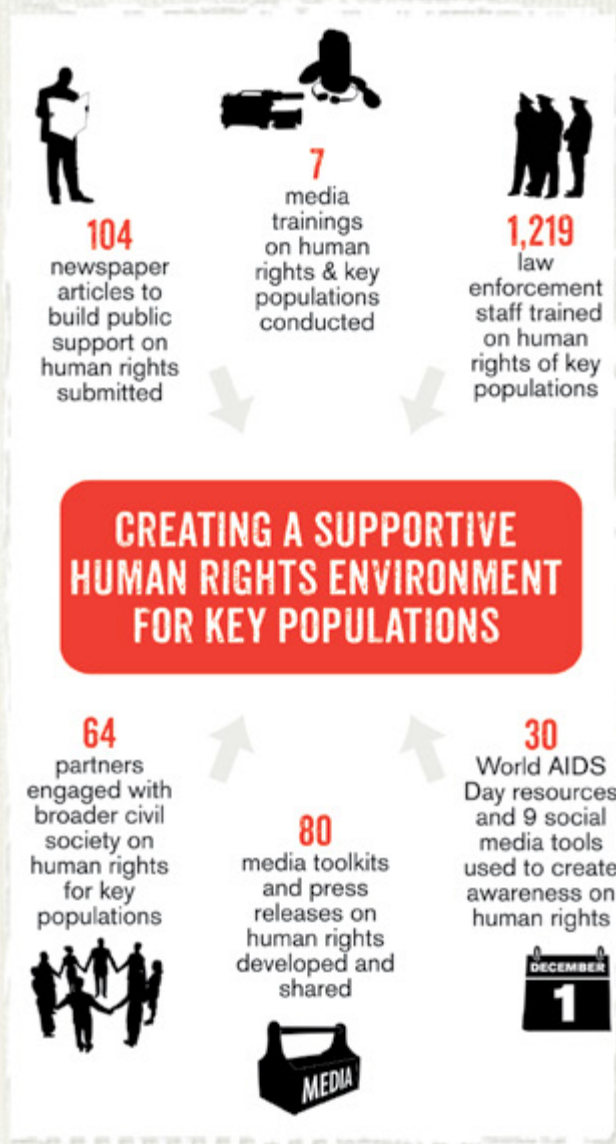 104
newspaper
articles to
build public
support on
human rights
submitted
7
media
trainings
on human
rights & key
populations
conducted
1,219
law
enforcement
staff trained
on human
rights of key
populations
CREATING A SUPPORTIVE
HUMAN RIGHTS ENVIRONMENT
FOR KEY POPULATIONS
64
partners
engaged with
broader civil
society on
human rights
for key
populations
80
media toolkits
and press
releases on
human rights
developed and
shared
MEDIA
30
World AIDS
Day resources
and 9 social
media tools
used to create
awareness on
human rights
DECEMBER
1